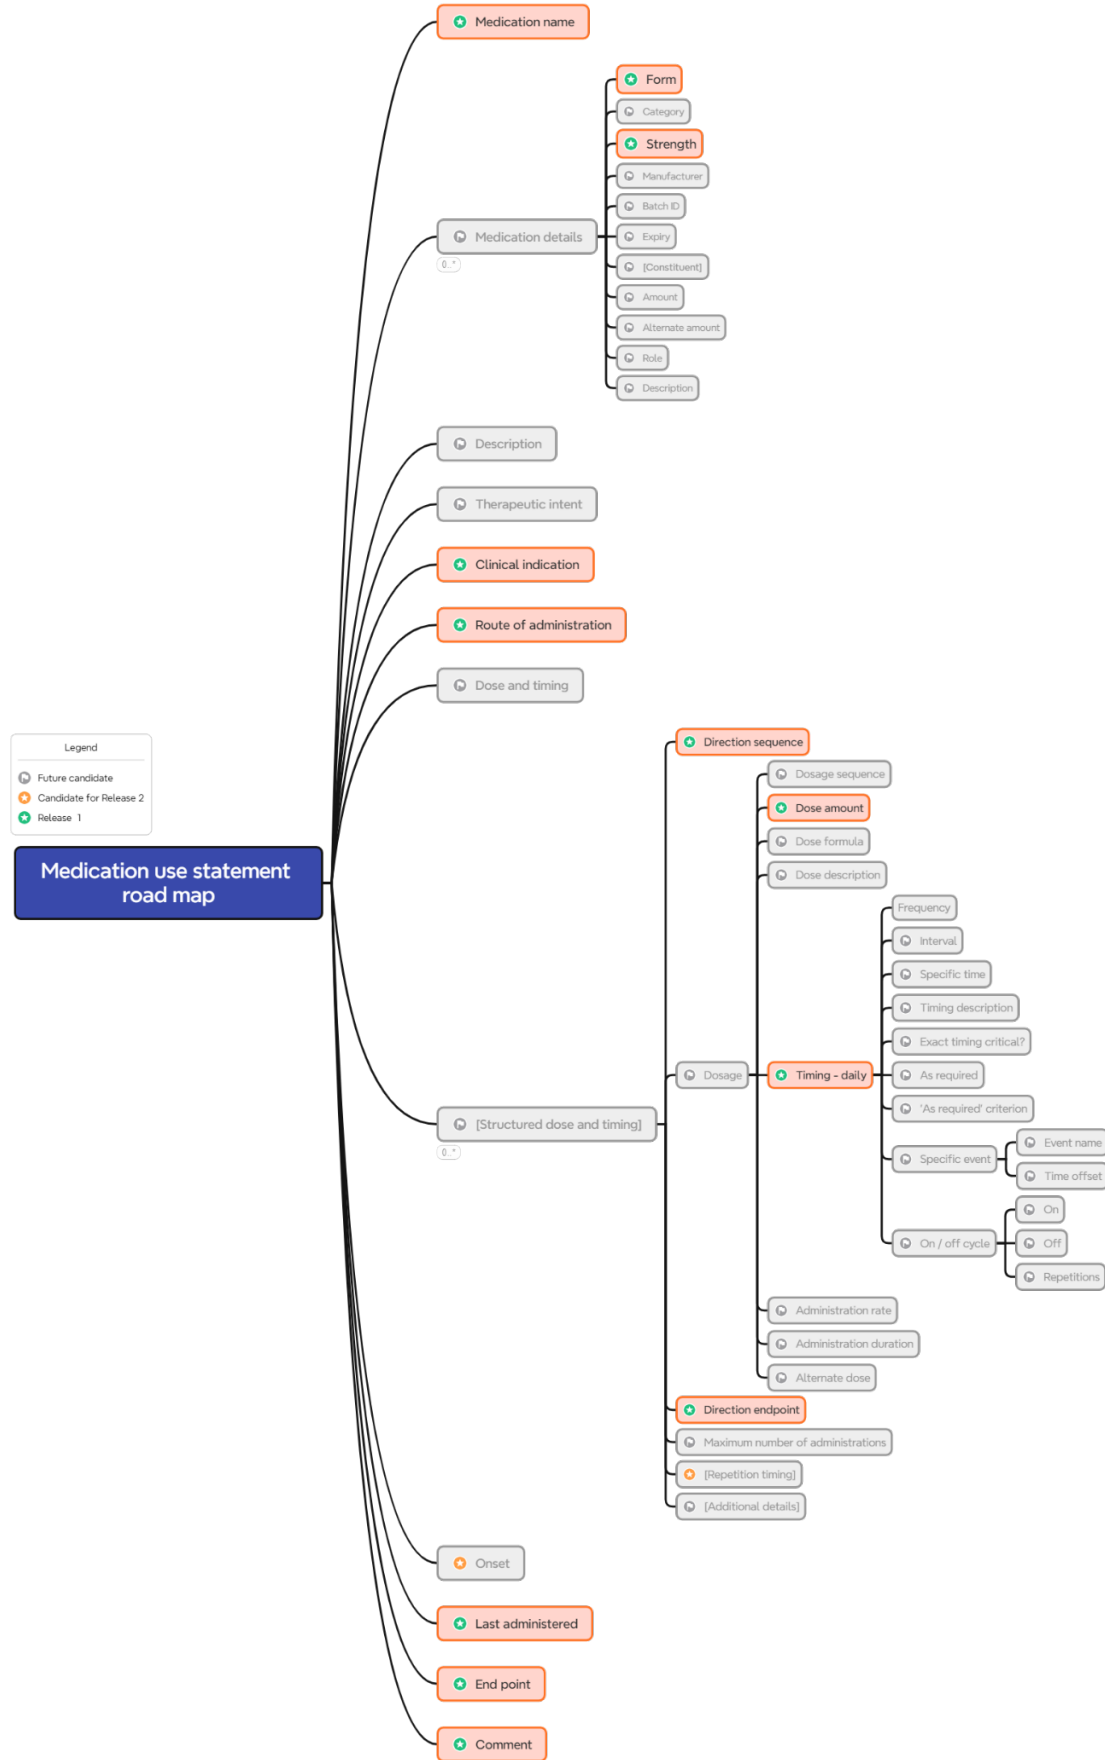 Medication name
Form
Category
Strength
Manufacturer
Batch ID
Medication details
Expiry
0..*
[Constituent]
Amount
Alternate amount
Role
Description
Description
Therapeutic intent
Clinical indication
Route of administration
Dose and timing
Legend
Future candidate
Candidate for Release 2
Release 1
Medication use statement
road map
Direction sequence
Dosage sequence
Dose amount
Dose formula
Dose description
Frequency
Interval
Specific time
Timing description
Exact timing critical?
Dosage
Timing - daily
As required
'As required' criterion
[Structured dose and timing]
0..*
Specific event
Event name
Time offset
On / off cycle
On
Off
Repetitions
Administration rate
Administration duration
Alternate dose
Direction endpoint
Maximum number of administrations
[Repetition timing]
[Additional details]
Onset
Last administered
End point
Comment